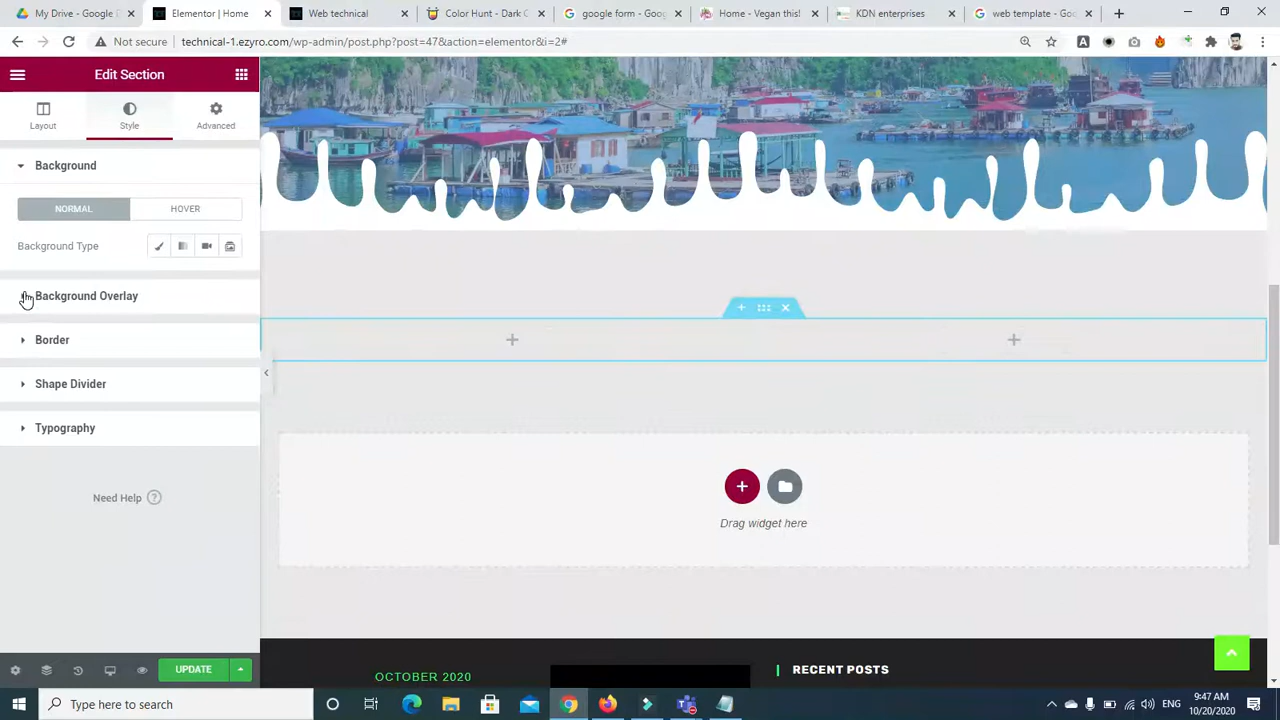 My Drive - Google D
Elementor | Home
Web technical
Color Hunt - Dark C
google form - Goog
Home - Vegan this!
KDN enterprises
web template - Goo
Not secure | technical-1.ezyro.com/wp-admin/post.php?post=47&action=elementor&i=2#
Edit Section
Layout
Style
Advanced
Background
NORMAL
HOVER
Background Type
Background Overlay
Border
Shape Divider
Typography
Need Help ?
Drag widget here
UPDATE
OCTOBER 2020
RECENT POSTS
Type here to search
ENG
9:47 AM
10/20/2020